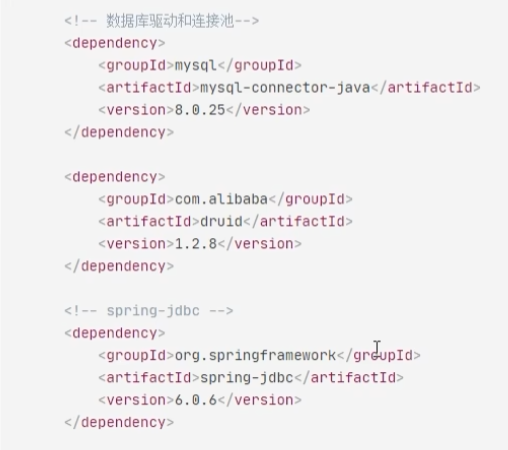 <!-- 数据库驱动和连接池-->
<dependency>
    <groupId>mysql</groupId>
    <artifactId>mysql-connector-java</artifactId>
    <version>8.0.25</version>
</dependency>

<dependency>
    <groupId>com.alibaba</groupId>
    <artifactId>druid</artifactId>
    <version>1.2.8</version>
</dependency>

<!-- spring-jdbc -->
<dependency>
    <groupId>org.springframework</groupId>
    <artifactId>spring-jdbc</artifactId>
    <version>6.0.6</version>
</dependency>